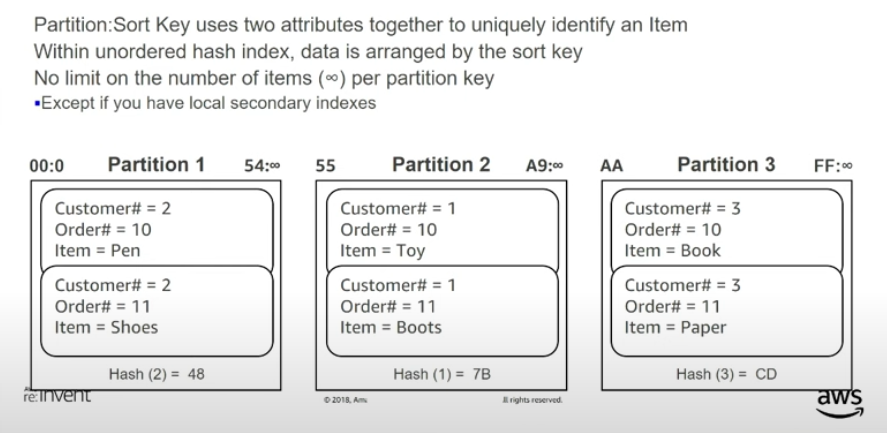 Partition:Sort Key uses two attributes together to uniquely identify an Item
Within unordered hash index, data is arranged by the sort key
No limit on the number of items (∞) per partition key
▪Except if you have local secondary indexes
00:0 Partition 1 54:∞
Customer# = 2
Order# = 10
Item = Pen
Customer# = 2
Order# = 11
Item = Shoes
Hash (2) = 48
55 Partition 2 A9:∞
Customer# = 1
Order# = 10
Item = Toy
Customer# = 1
Order# = 11
Item = Boots
Hash (1) = 7B
AA Partition 3 FF:∞
Customer# = 3
Order# = 10
Item = Book
Customer# = 3
Order# = 11
Item = Paper
Hash (3) = CD
re:Invent
© 2018, Am
ll rights reserved.
aws